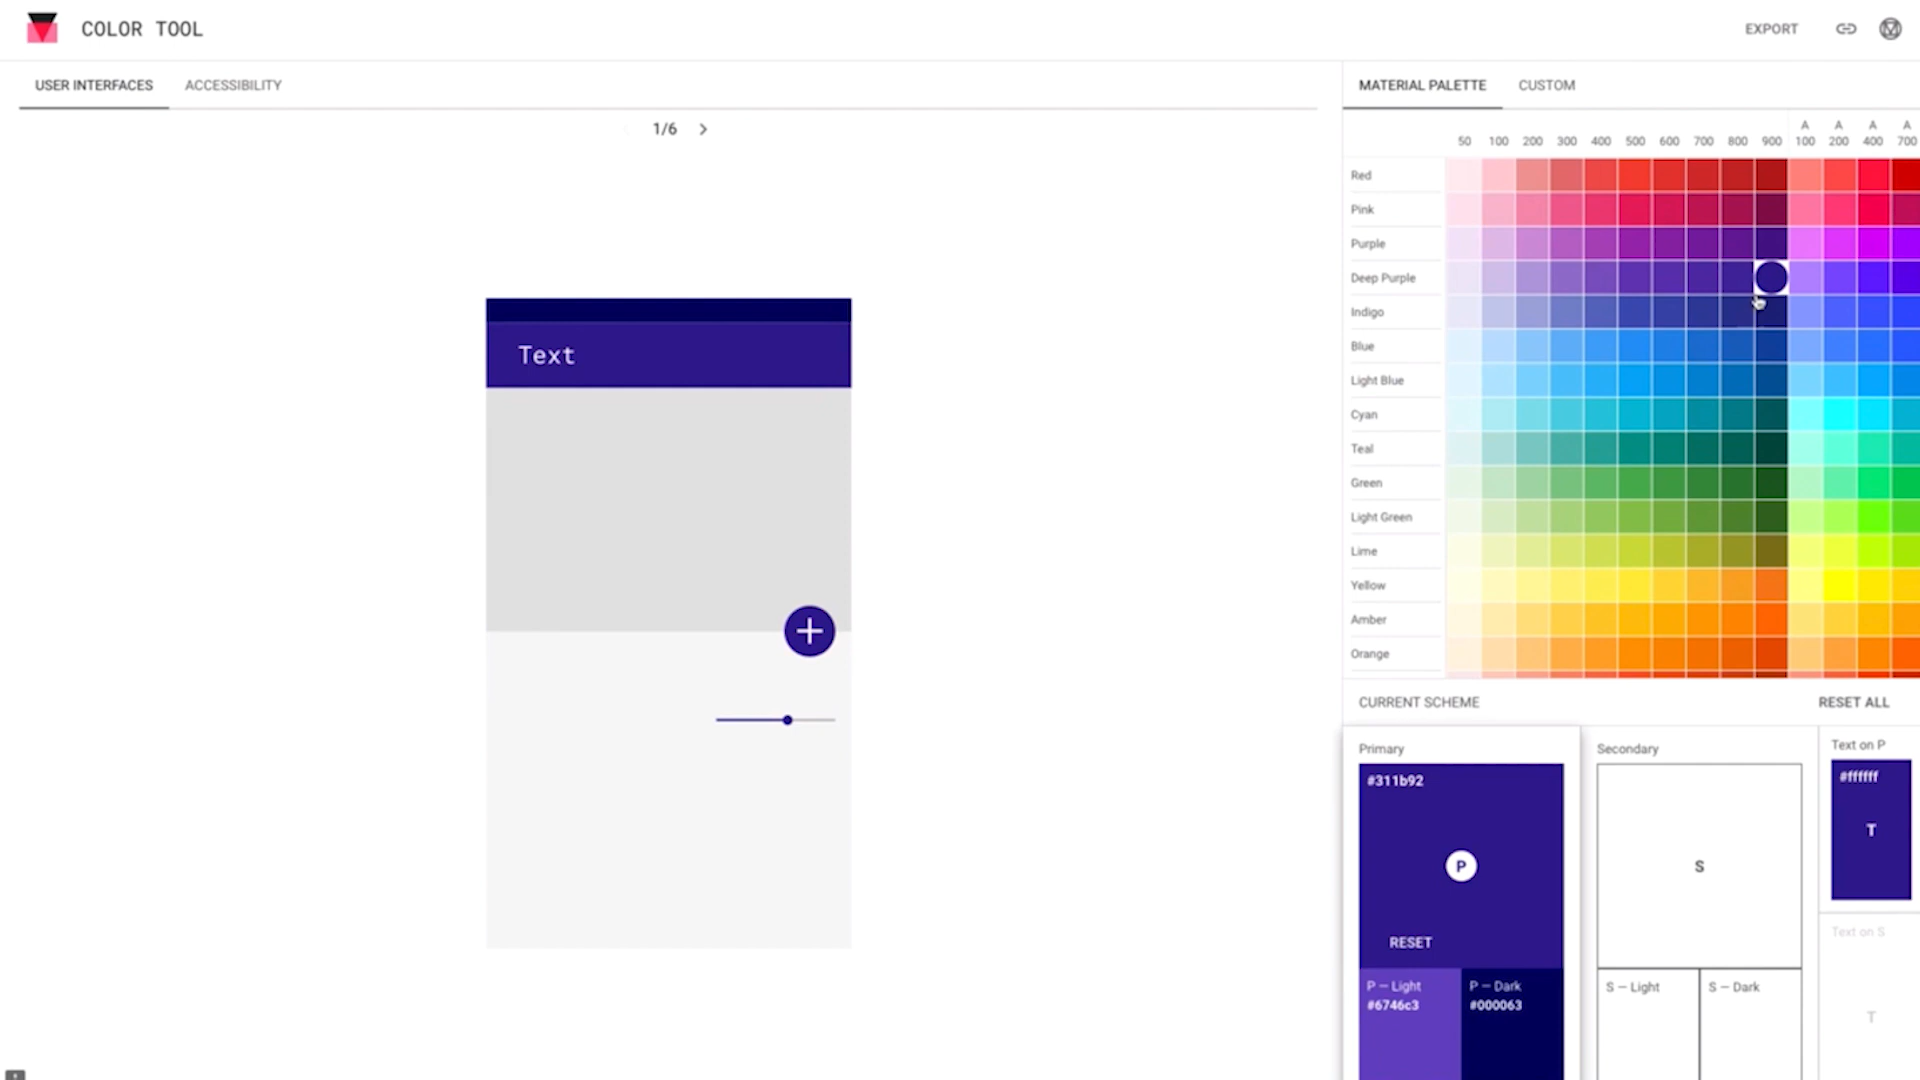 COLOR TOOL
EXPORT
USER INTERFACES ACCESSIBILITY
MATERIAL PALETTE CUSTOM
1/6
A A A A
50 100 200 300 400 500 600 700 800 900 100 200 400 700
Red
Pink
Purple
Deep Purple
Indigo
Blue
Light Blue
Cyan
Teal
Green
Light Green
Lime
Yellow
Amber
Orange
Text
CURRENT SCHEME RESET ALL
Primary
#311b92
P
RESET
P — Light
#6746c3
P — Dark
#000063
Secondary
S
S — Light
S — Dark
Text on P
#ffffff
T
Text on S
T